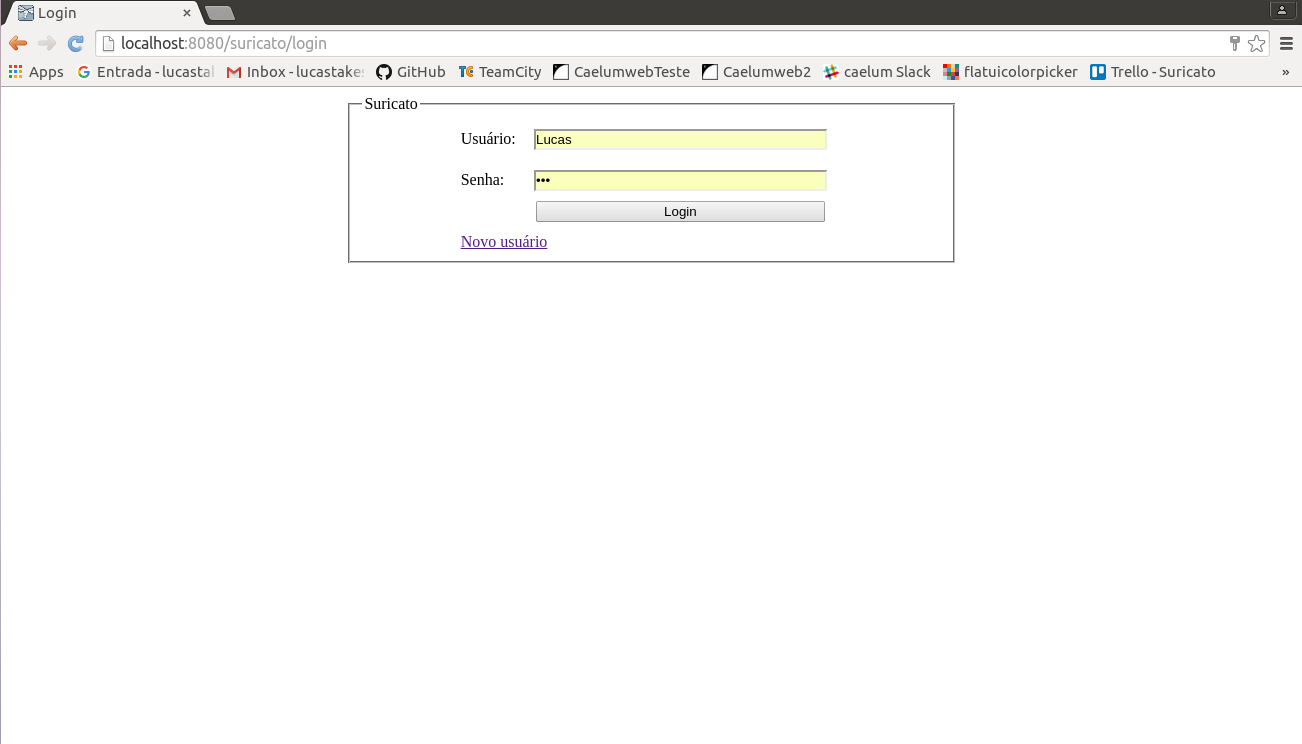 Login
localhost:8080/suricato/login
Apps Entrada - lucastal Inbox - lucastake GitHub TeamCity CaelumwebTeste Caelumweb2 caelum Slack flatuicolorpicker Trello - Suricato »
Suricato
Usuário: Lucas
Senha: •••
Login
Novo usuário